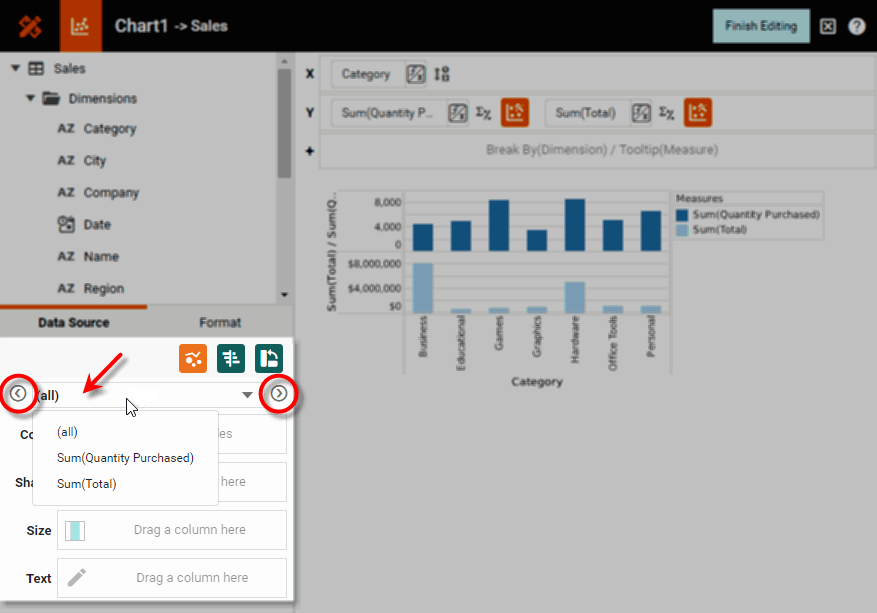 Chart1 -> Sales
Finish Editing
?
Sales
Dimensions
AZ Category
AZ City
AZ Company
Date
AZ Name
AZ Region
Data Source
Format
X
Category
Y
Sum(Quantity P...
Σχ
Sum(Total)
Σχ
+
Break By(Dimension) / Tooltip(Measure)
Sum(Total) / Sum(Q..
8,000
4,000
0
$8,000,000
$4,000,000
$0
Business
Educational
Games
Graphics
Hardware
Office Tools
Personal
Category
Measures
Sum(Quantity Purchased)
Sum(Total)
(all)
(all)
Sum(Quantity Purchased)
Sum(Total)
Co
es
Sha
here
Size
Drag a column here
Text
Drag a column here